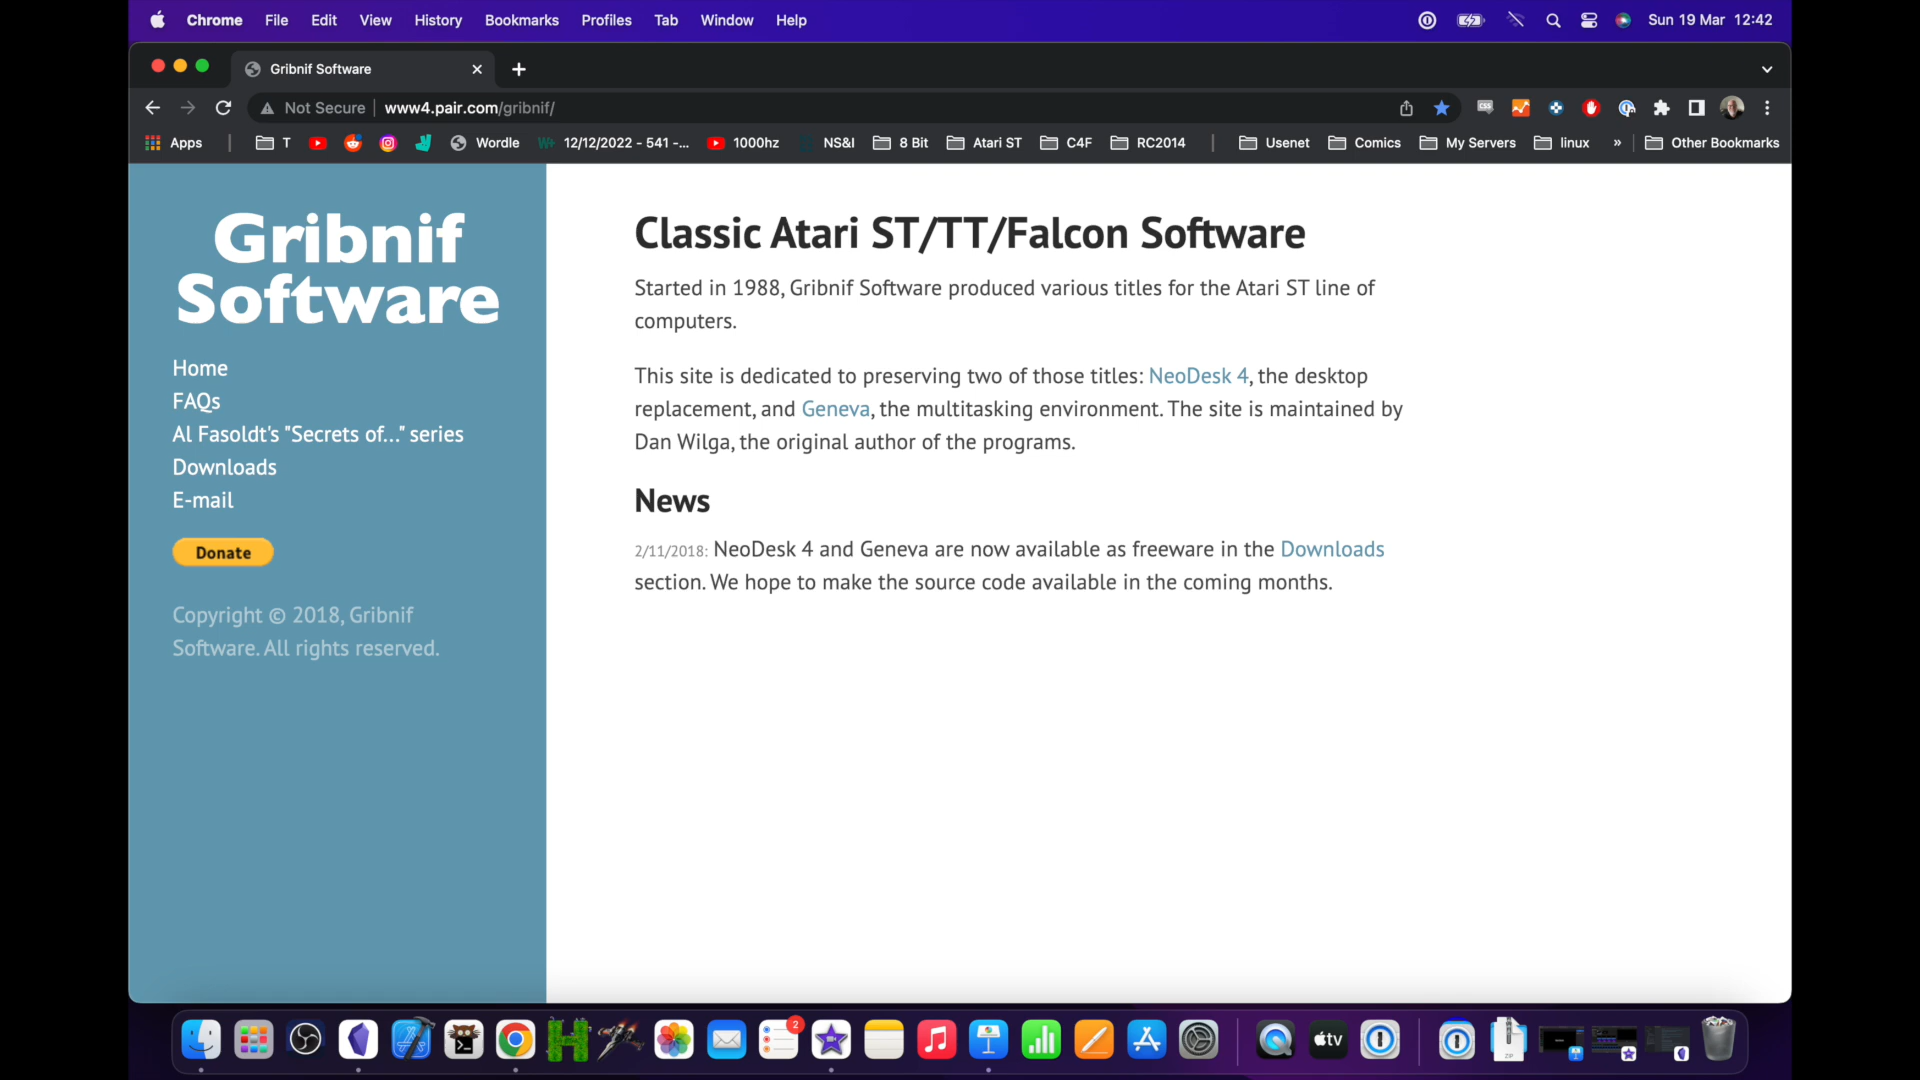 Chrome File Edit View History Bookmarks Profiles Tab Window Help Sun 19 Mar 12:42
Gribnif Software
Not Secure www4.pair.com/gribnif/
Apps T Wordle 12/12/2022 - 541 -... 1000hz NS&I 8 Bit Atari ST C4F RC2014 Usenet Comics My Servers linux » Other Bookmarks
Gribnif
Software
Home
FAQs
Al Fasoldt's "Secrets of..." series
Downloads
E-mail
Donate
Copyright © 2018, Gribnif
Software. All rights reserved.
Classic Atari ST/TT/Falcon Software
Started in 1988, Gribnif Software produced various titles for the Atari ST line of
computers.
This site is dedicated to preserving two of those titles: NeoDesk 4, the desktop
replacement, and Geneva, the multitasking environment. The site is maintained by
Dan Wilga, the original author of the programs.
News
2/11/2018: NeoDesk 4 and Geneva are now available as freeware in the Downloads
section. We hope to make the source code available in the coming months.
2
tv
ZIP